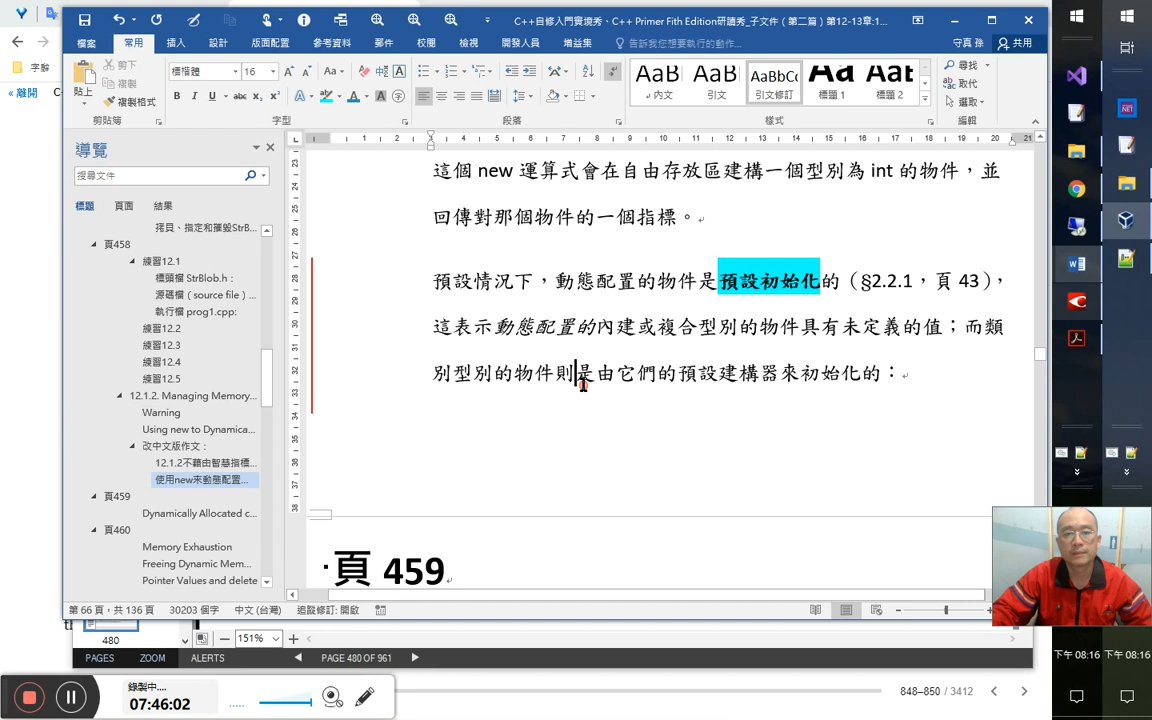 C++自修入門實境秀、C++ Primer Fith Edition研讀秀_子文件（第二篇）12-13章:1...
檔案 常用 插入 設計 版面配置 參考資料 郵件 校閱 檢視 開發人員 增益集 告訴我您想要執行的動作... 守真 孫 共用
字龄
« 離開
貼上
剪下
複製
複製格式
剪貼簿
標楷體 16
B I U abc x₂ x²
字型
段落
AaB
AaB
AaBbCc
Aa
Aat
內文
引文
引文修訂
標題 1
標題 2
樣式
尋找
取代
選取
編輯
導覽
搜尋文件
標題 頁面 結果
拷貝、指定和摧毀StrB...
頁458
練習12.1
標頭檔 StrBlob.h：
源碼檔（source file）...
執行檔 prog1.cpp:
練習12.2
練習12.3
練習12.4
練習12.5
12.1.2. Managing Memory...
Warning
Using new to Dynamica...
改中文版作文：
12.1.2不藉由智慧指標...
使用new來動態配置...
頁459
Dynamically Allocated c...
頁460
Memory Exhaustion
Freeing Dynamic Mem...
Pointer Values and delete
這個 new 運算式會在自由存放區建構一個型別為 int 的物件，並
回傳對那個物件的一個指標。
預設情況下，動態配置的物件是預設初始化的（§2.2.1，頁 43），
這表示動態配置的內建或複合型別的物件具有未定義的值；而類
別型別的物件則是由它們的預設建構器來初始化的：
頁 459
第 66 頁，共 136 頁 30203 個字 中文 (台灣) 追蹤修訂: 開啟
480
151%
PAGES ZOOM ALERTS PAGE 480 OF 961
錄製中....
07:46:02
848–850 / 3412
下午 08:16 下午 08:16